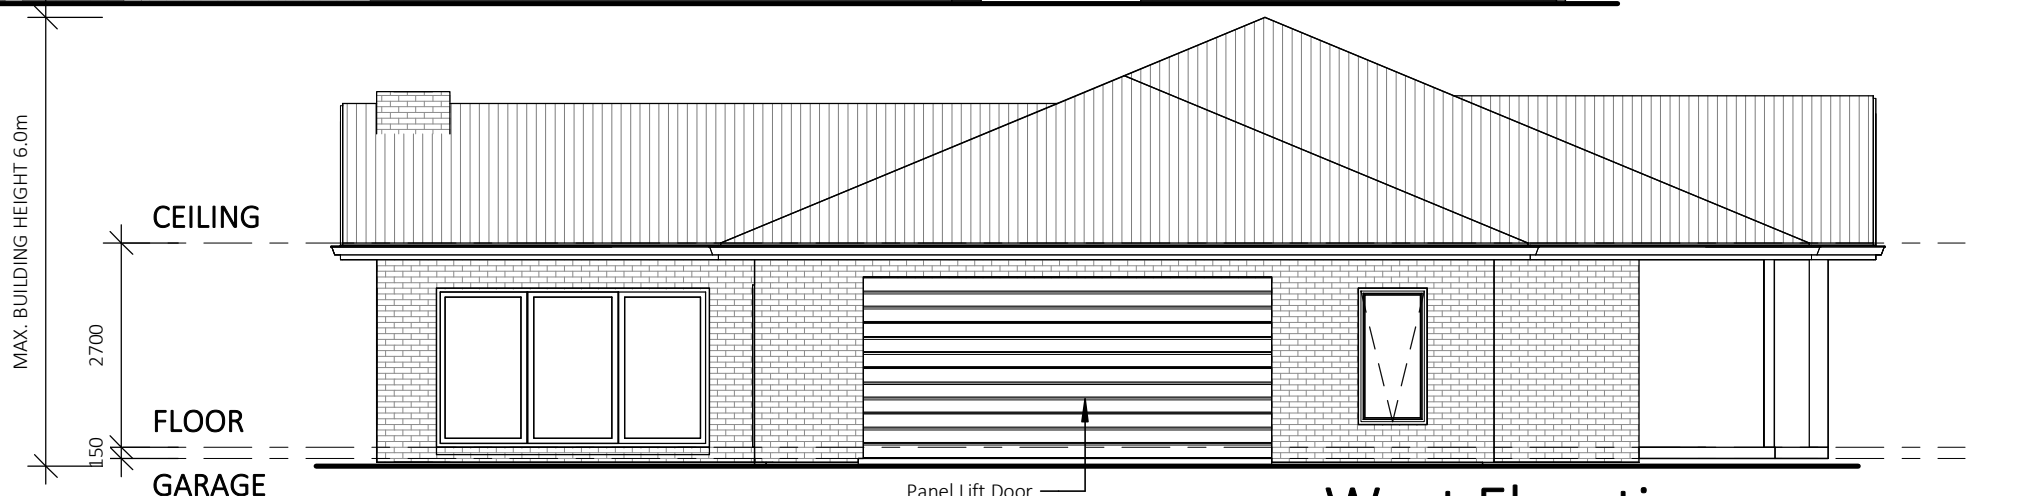 MAX. BUILDING HEIGHT 6.0m
CEILING
2700
FLOOR
150
GARAGE
Panel Lift Door